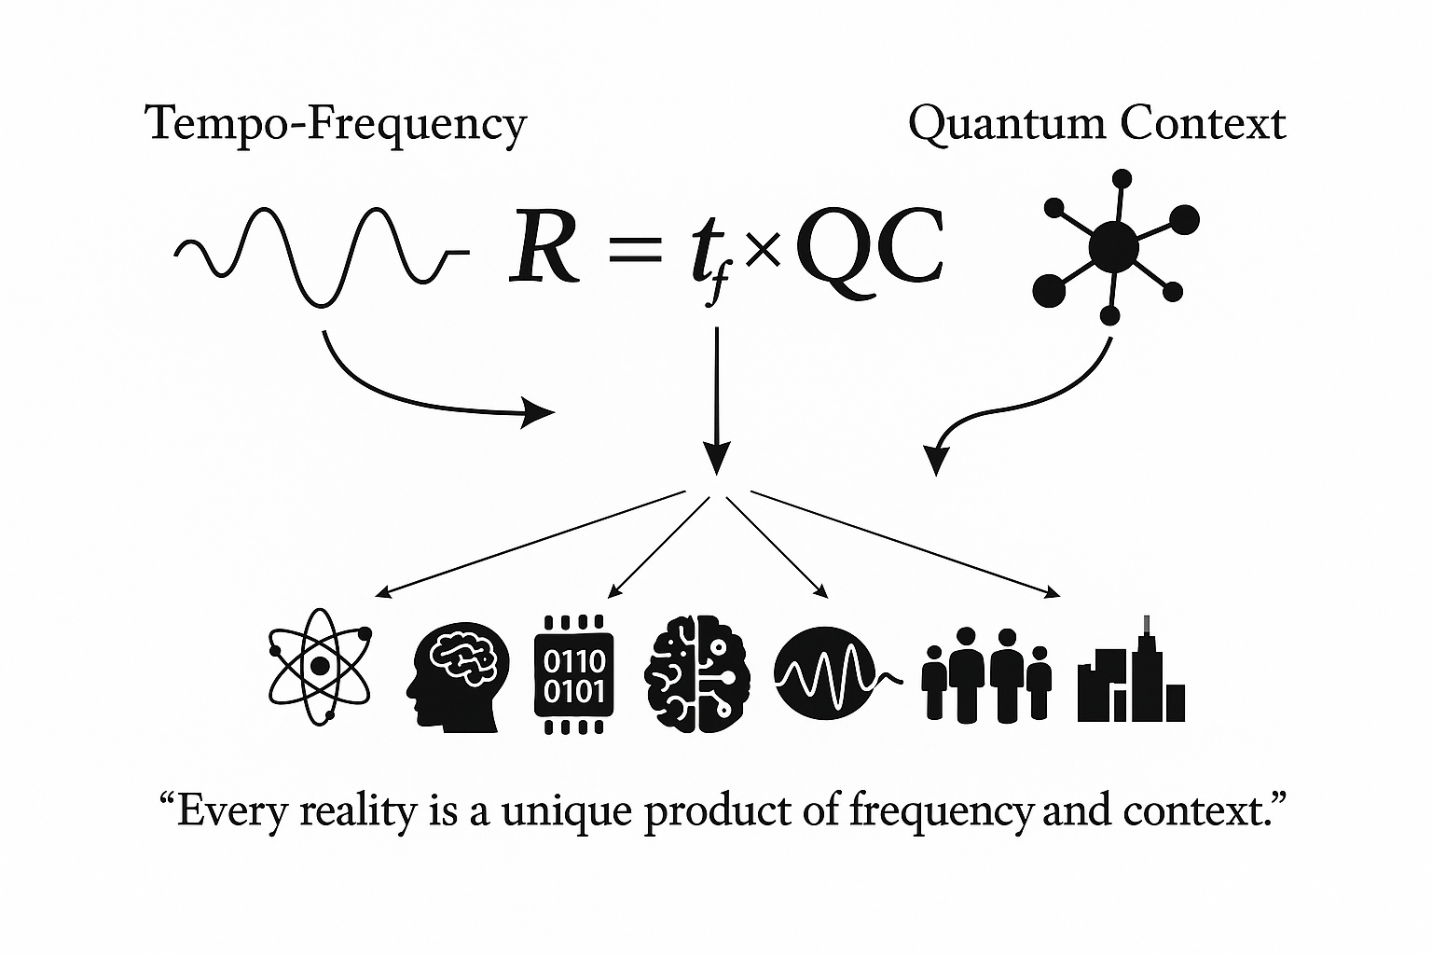 Tempo-Frequency
Quantum Context
R = t_f × QC
0110
0101
“Every reality is a unique product of frequency and context.”